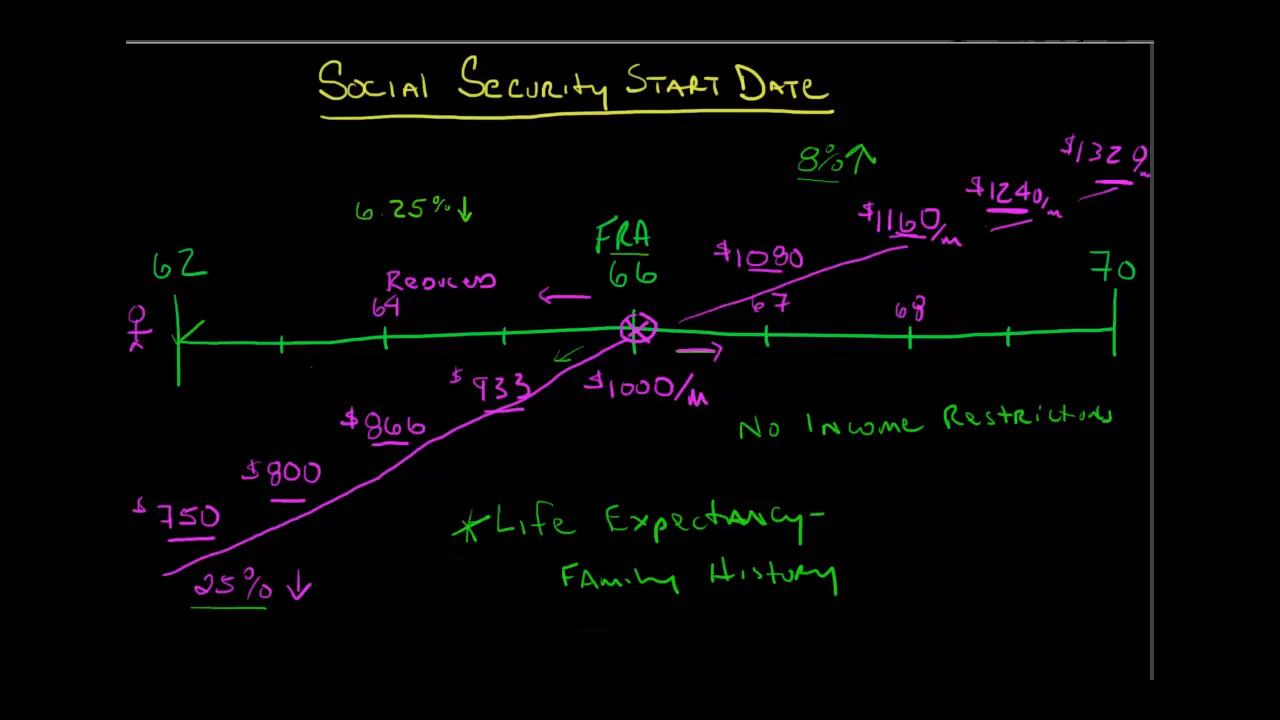 SOCIAL SECURITY START DATE
8%↑
$1329/m
6.25%↓
$1240/m
$1160/m
FRA
$1080
62
66
70
REDUCED
64
67
68
$933
$1000/M
$866
NO INCOME RESTRICTIONS
$800
$750
*LIFE EXPECTANCY-
25%↓
FAMILY HISTORY